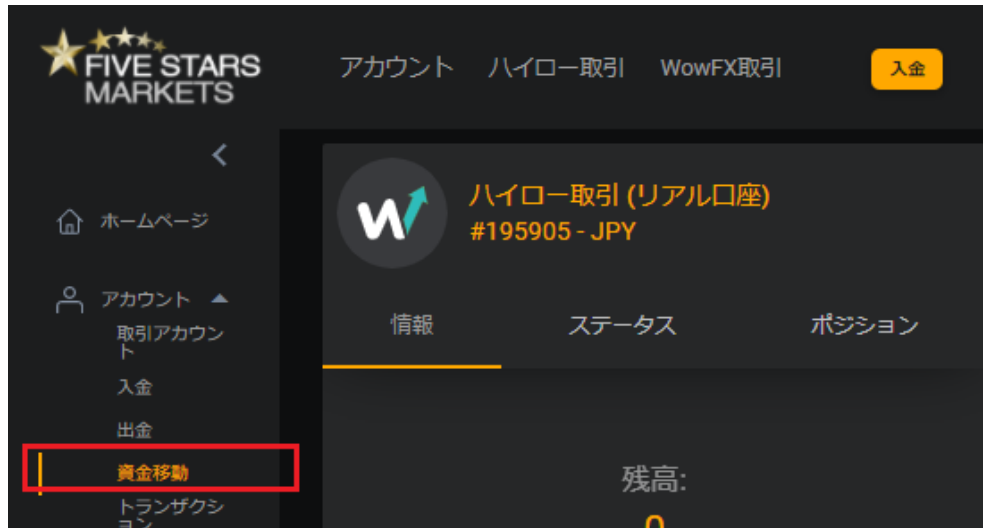 FIVE STARS
MARKETS
アカウント ハイロー取引 WowFX取引 入金
ハイロー取引 (リアル口座)
#195905 - JPY
ホームページ
アカウント
取引アカウン
ト
入金
出金
資金移動
トランザクシ
ョン
情報 ステータス ポジション
残高:
0